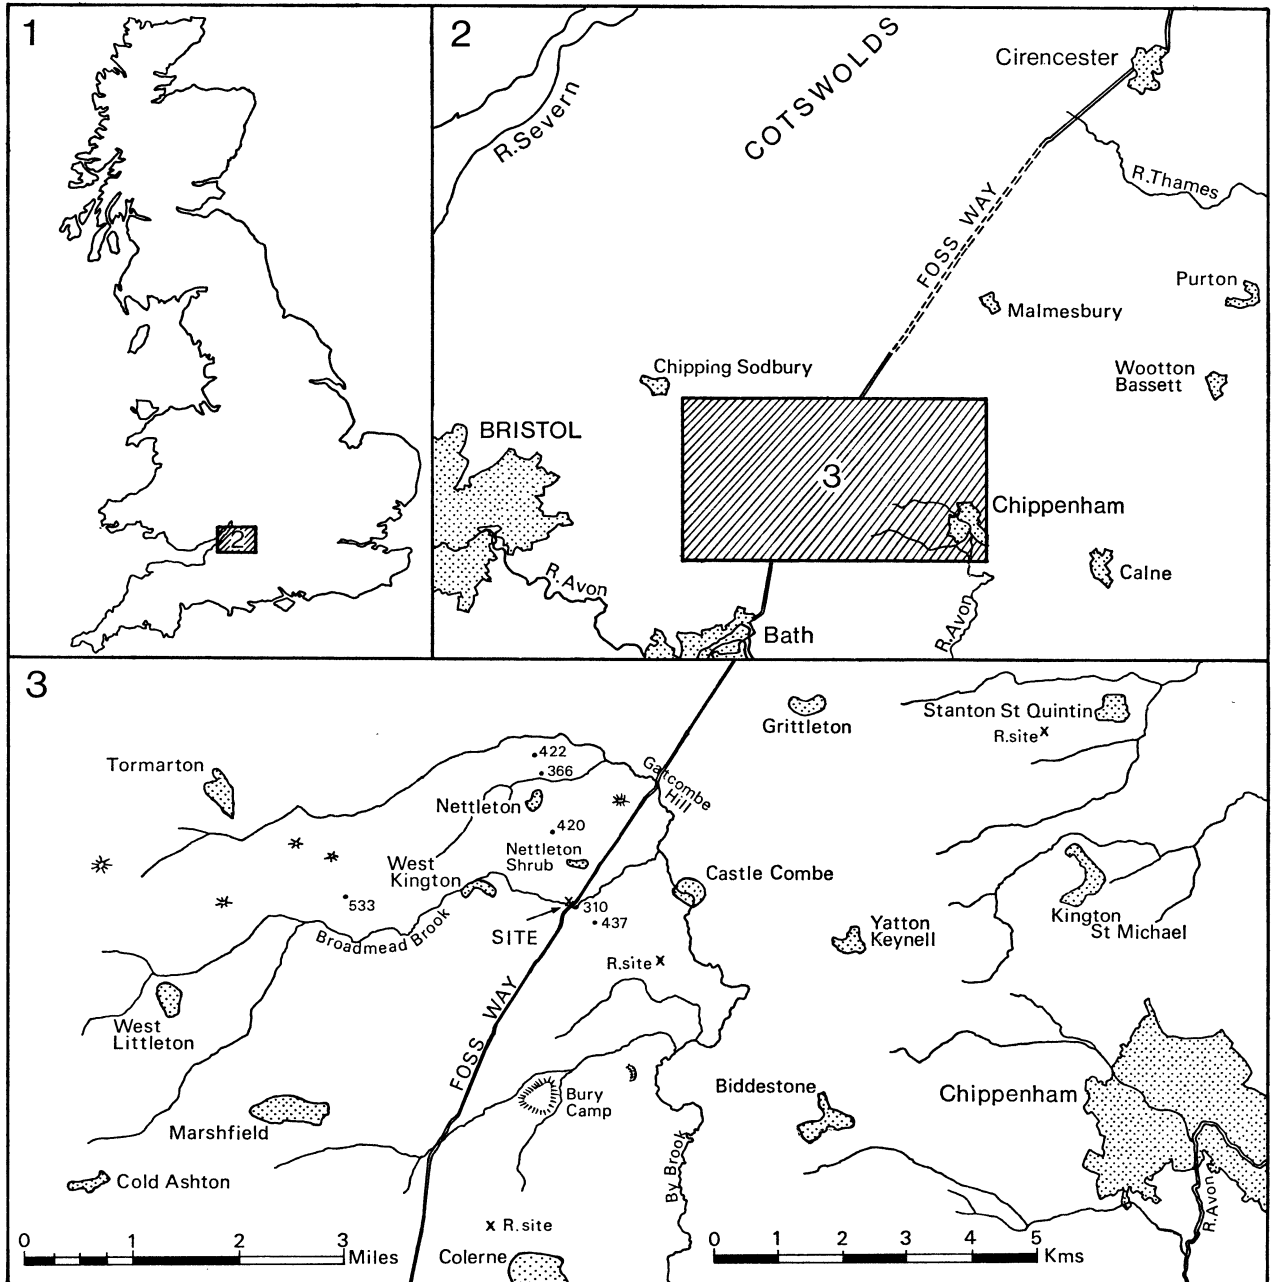 1
2
2
COTSWOLDS
Cirencester
R.Severn
R.Thames
FOSS WAY
Purton
Malmesbury
Chipping Sodbury
Wootton
Bassett
BRISTOL
3
Chippenham
R.Avon
Calne
R.Avon
Bath
3
Grittleton
Stanton St Quintin
R.site x
Tormarton
422
366
Gatcombe
Hill
Nettleton
420
Nettleton
Shrub
West
Kington
Castle Combe
533
310
437
Broadmead Brook
SITE
Yatton
Keynell
Kington
St Michael
R.site x
West
Littleton
FOSS WAY
Bury
Camp
Biddestone
Chippenham
Marshfield
By Brook
Cold Ashton
R.Avon
x R.site
Colerne
0 1 2 3 Miles
0 1 2 3 4 5 Kms